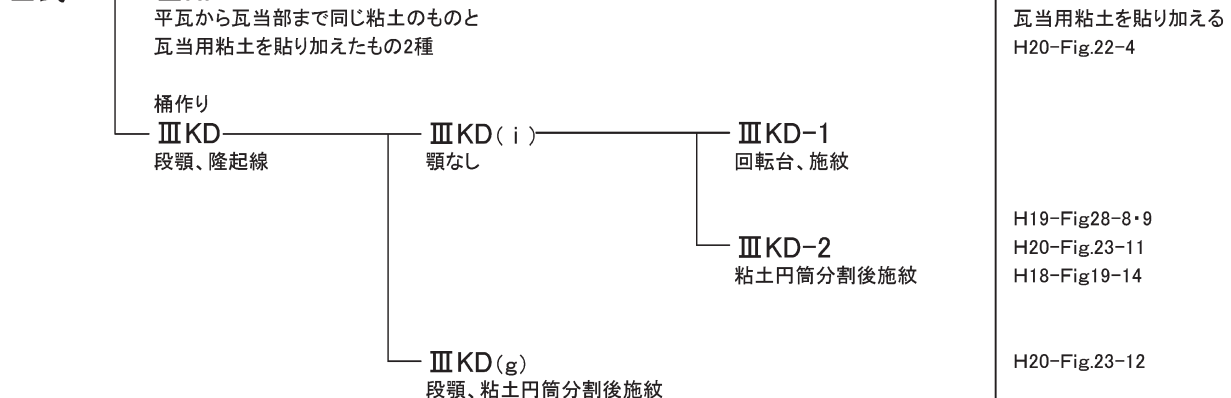 平瓦から瓦当部まで同じ粘土のものと
瓦当用粘土を貼り加えたもの2種
瓦当用粘土を貼り加える
H20-Fig.22-4
桶作り
ⅢKD
段顎、隆起線
ⅢKD(ⅰ)
顎なし
ⅢKD-1
回転台、施紋
H19-Fig28-8・9
ⅢKD-2
粘土円筒分割後施紋
H20-Fig.23-11
H18-Fig19-14
ⅢKD(g)
段顎、粘土円筒分割後施紋
H20-Fig.23-12